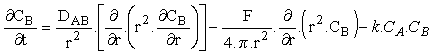 ∂C_B/∂t = D_AB/r² . [∂/∂r . (r² . ∂C_B/∂r)] − F/4.π.r² . ∂/∂r . (r² . C_B) − k.C_A.C_B